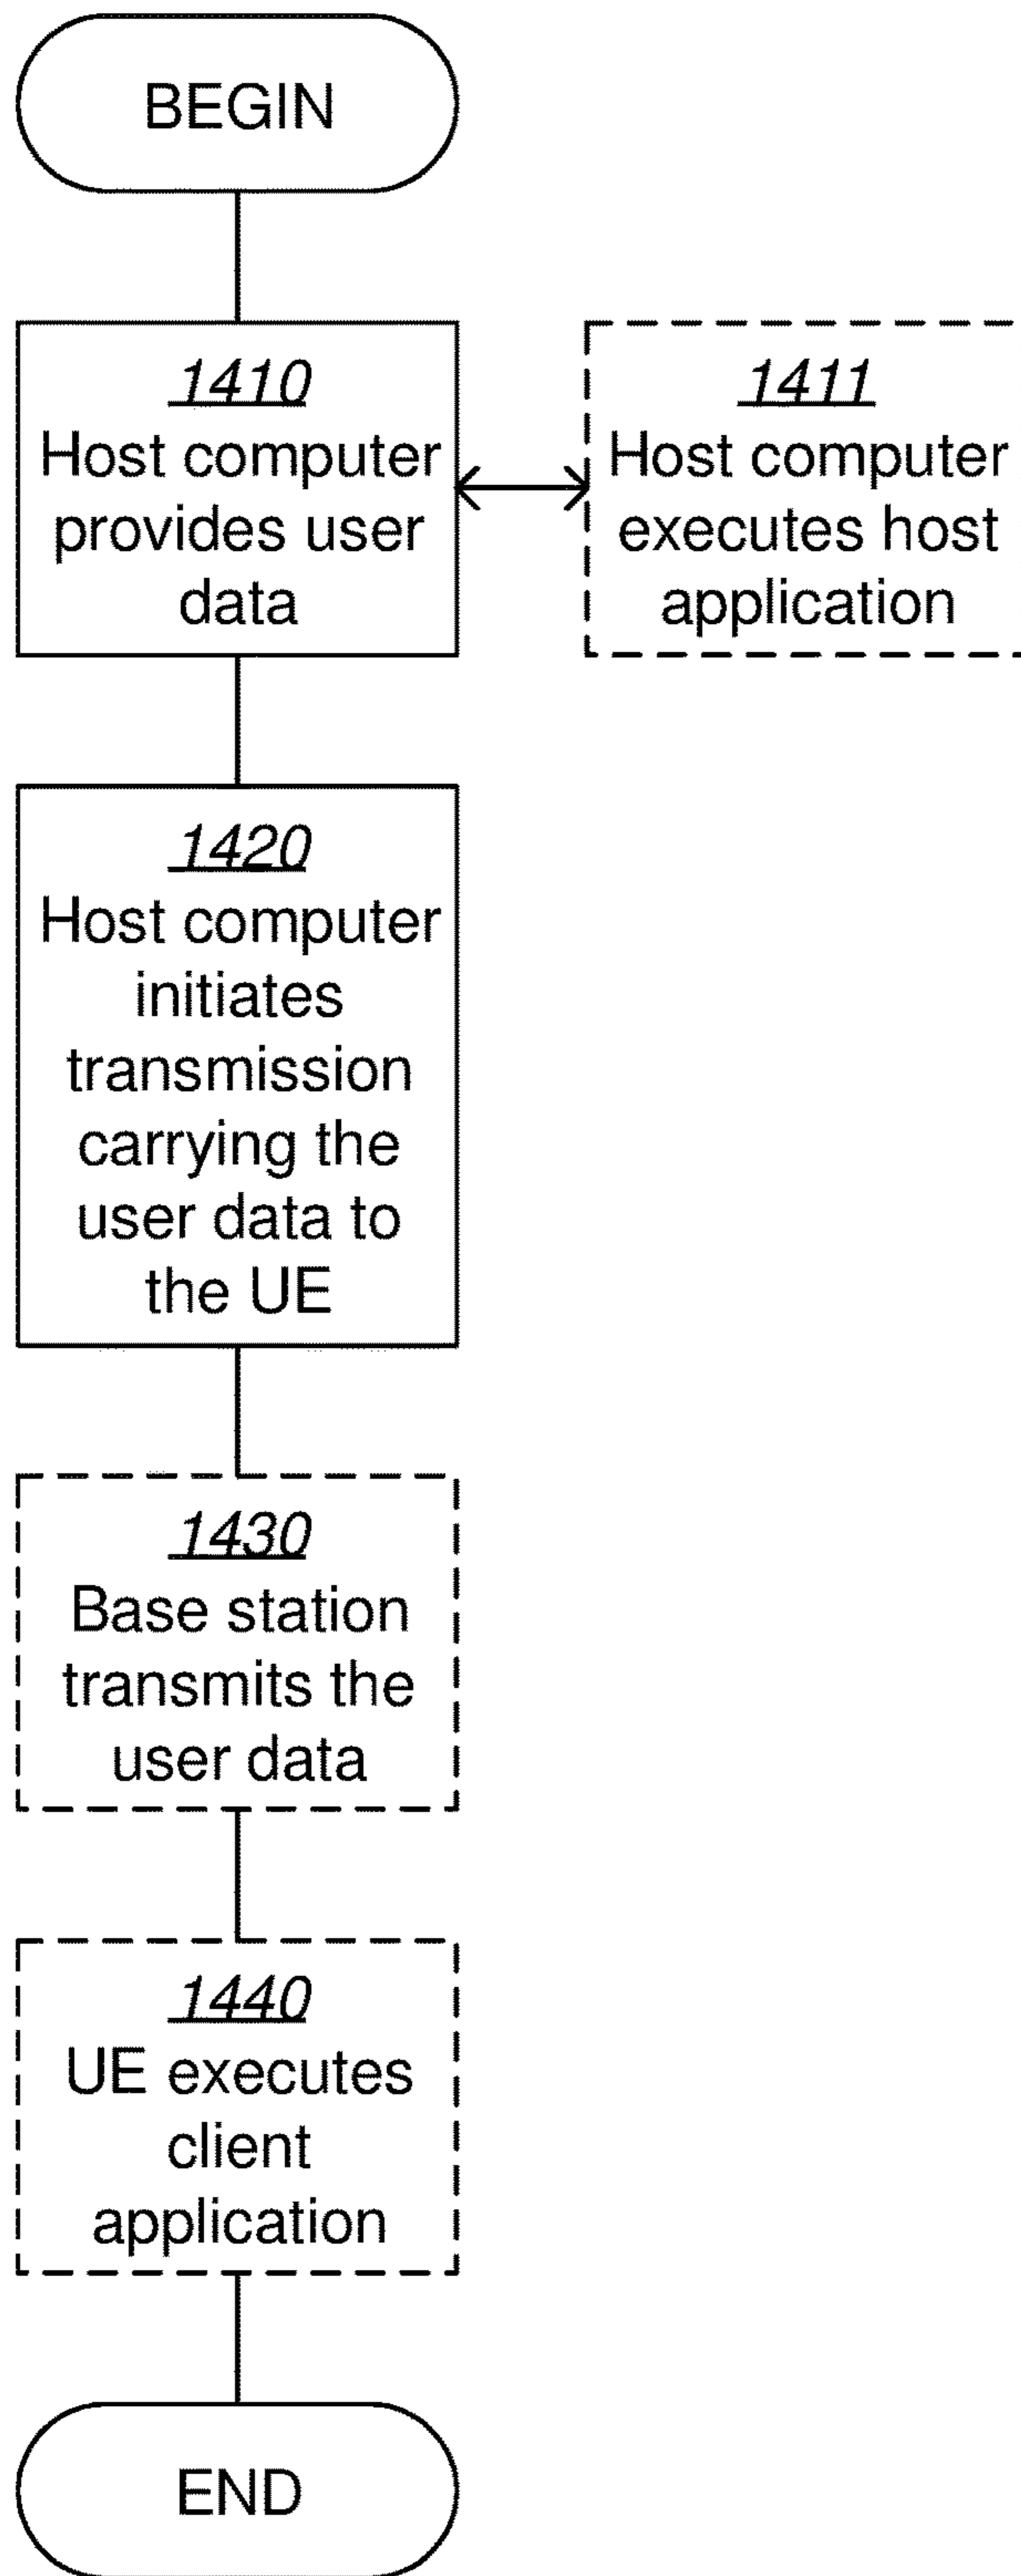 BEGIN
1410
Host computer
provides user
data
1411
Host computer
executes host
application
1420
Host computer
initiates
transmission
carrying the
user data to
the UE
1430
Base station
transmits the
user data
1440
UE executes
client
application
END